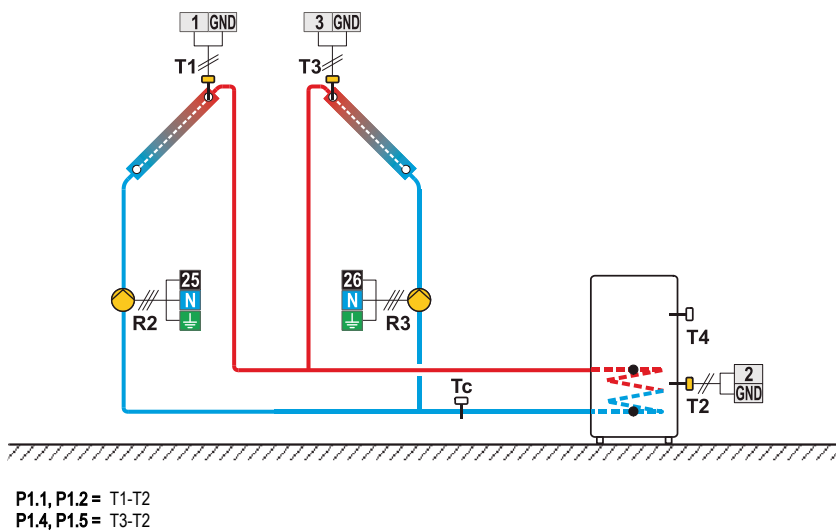 1 GND
3 GND
T1
T3
25
N
R2
26
N
R3
T4
Tc
2
GND
T2
P1.1, P1.2 = T1-T2
P1.4, P1.5 = T3-T2